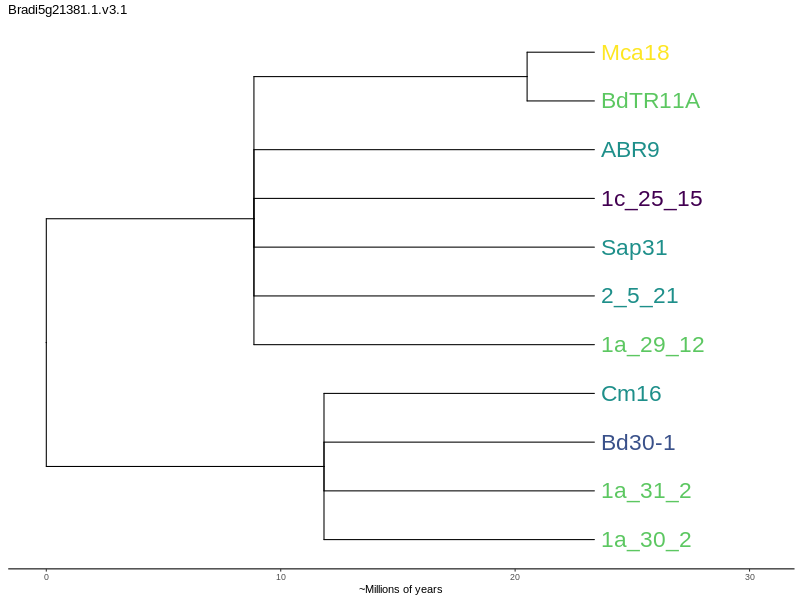 Bradi5g21381.1.v3.1
Mca18
BdTR11A
ABR9
1c_25_15
Sap31
2_5_21
1a_29_12
Cm16
Bd30-1
1a_31_2
1a_30_2
0 10 20 30
~Millions of years